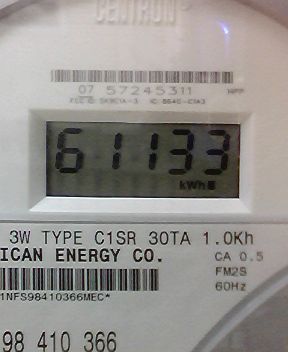 CENTRON
07 57245311
61133
kWh
3W TYPE C1SR 30TA 1.0Kh
ICAN ENERGY CO.
CA 0.5
FM2S
60Hz
1NFS98410366MEC*
98 410 366